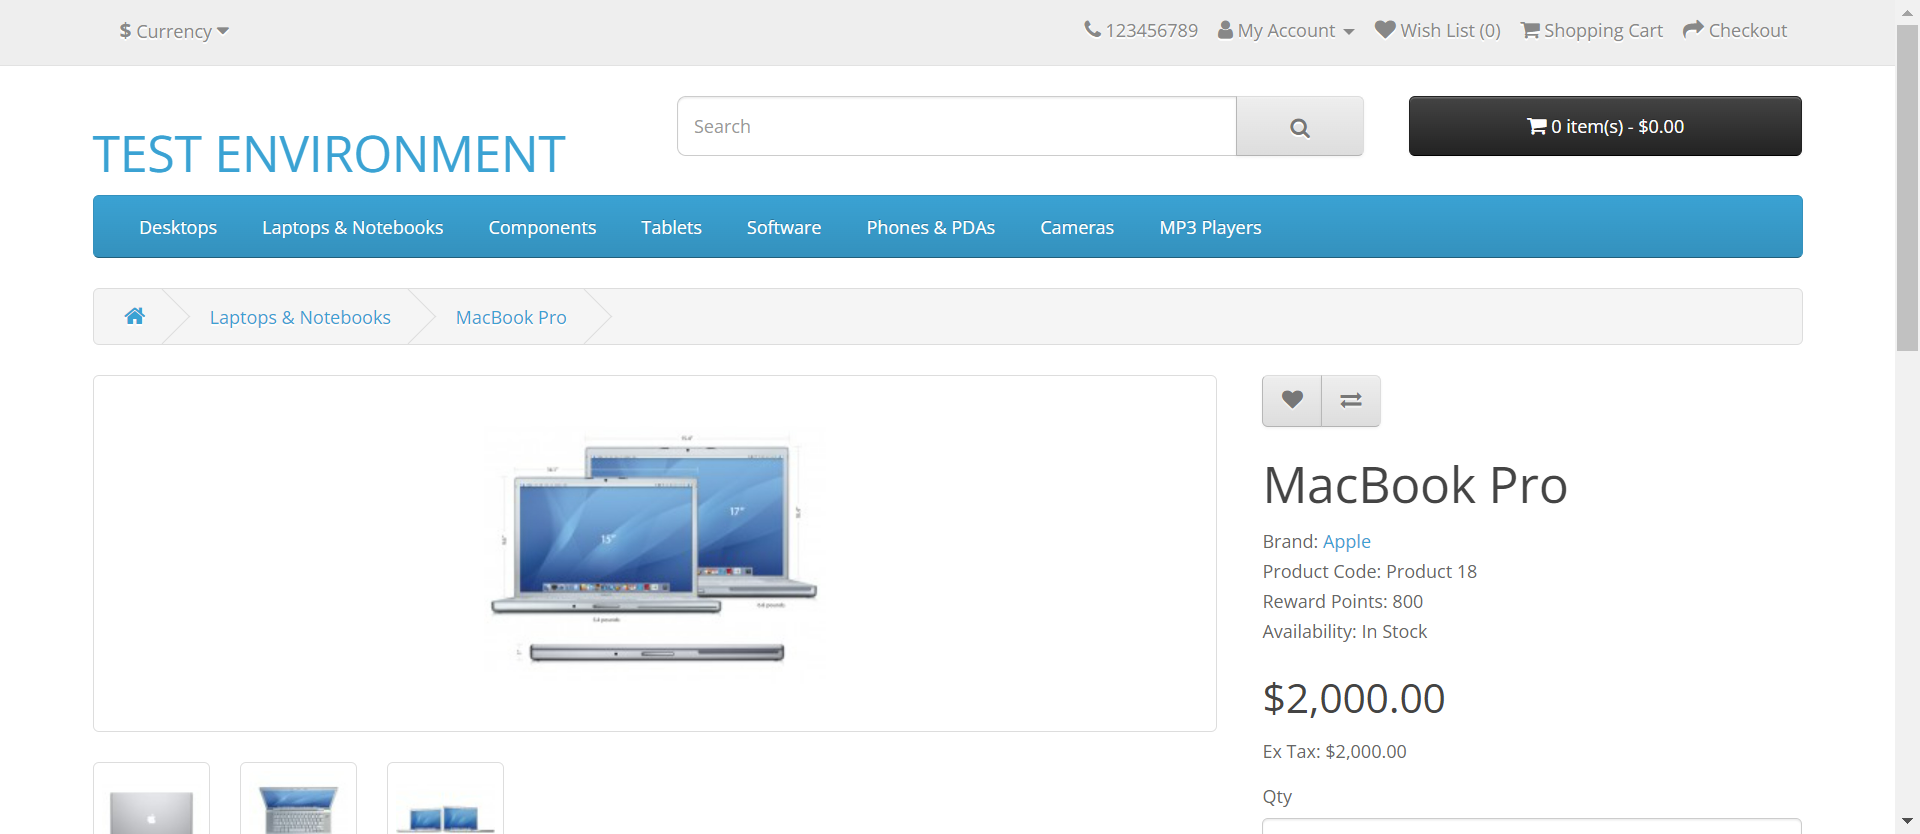 $ Currency
123456789 My Account Wish List (0) Shopping Cart Checkout
TEST ENVIRONMENT
Search
0 item(s) - $0.00
Desktops Laptops & Notebooks Components Tablets Software Phones & PDAs Cameras MP3 Players
Laptops & Notebooks MacBook Pro
15"
17"
MacBook Pro
Brand: Apple
Product Code: Product 18
Reward Points: 800
Availability: In Stock
$2,000.00
Ex Tax: $2,000.00
Qty